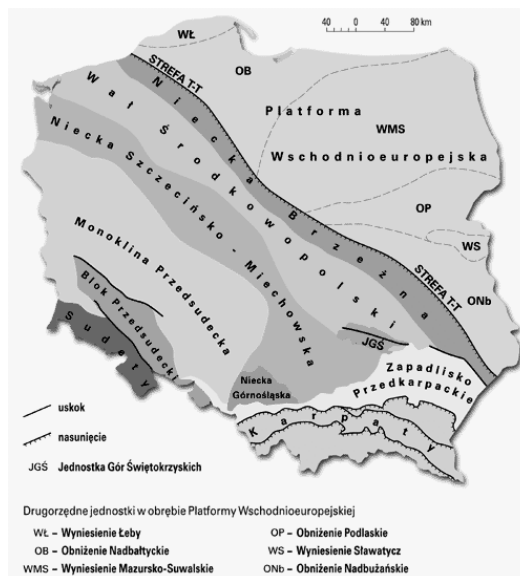 40 0 40 80 km
WŁ
OB
STREFA T-T
Niecka Brzeżna
Platforma
Wschodnioeuropejska
WMS
Wał Środkowopolski
Niecka Szczecińsko - Miechowska
OP
WS
Monoklina Przedsudecka
STREFA T-T
ONb
Blok Przedsudecki
Sudety
JGŚ
Zapadlisko
Przedkarpackie
Niecka
Górnośląska
Karpaty
uskok
nasunięcie
JGŚ Jednostka Gór Świętokrzyskich
Drugorzędne jednostki w obrębie Platformy Wschodnioeuropejskiej
WŁ – Wyniesienie Łeby
OP – Obniżenie Podlaskie
OB – Obniżenie Nadbałtyckie
WS – Wyniesienie Sławatycz
WMS – Wyniesienie Mazursko-Suwalskie
ONb – Obniżenie Nadbużańskie